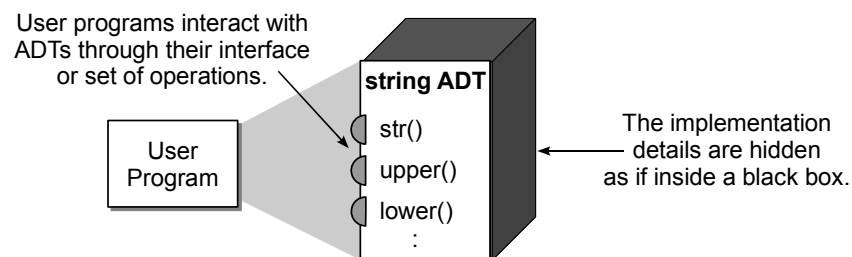 User programs interact with
ADTs through their interface
or set of operations.
User
Program
string ADT
str()
upper()
lower()
:
The implementation
details are hidden
as if inside a black box.